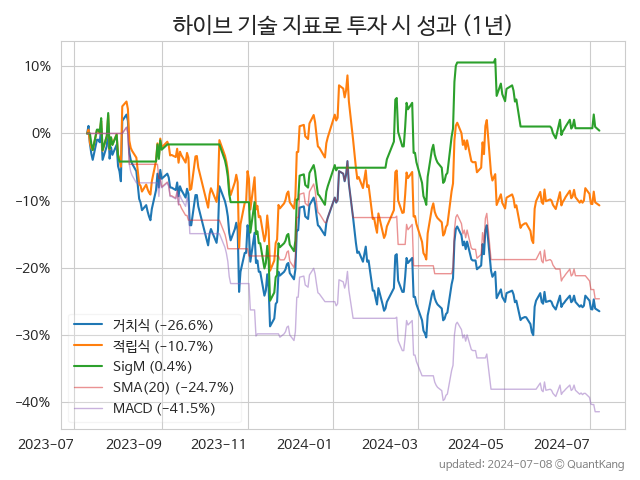 하이브 기술 지표로 투자 시 성과 (1년)
10%
0%
−10%
−20%
−30%
−40%
거치식 (−26.6%)
적립식 (−10.7%)
SigM (0.4%)
SMA(20) (−24.7%)
MACD (−41.5%)
2023-07 2023-09 2023-11 2024-01 2024-03 2024-05 2024-07
updated: 2024-07-08 © QuantKang